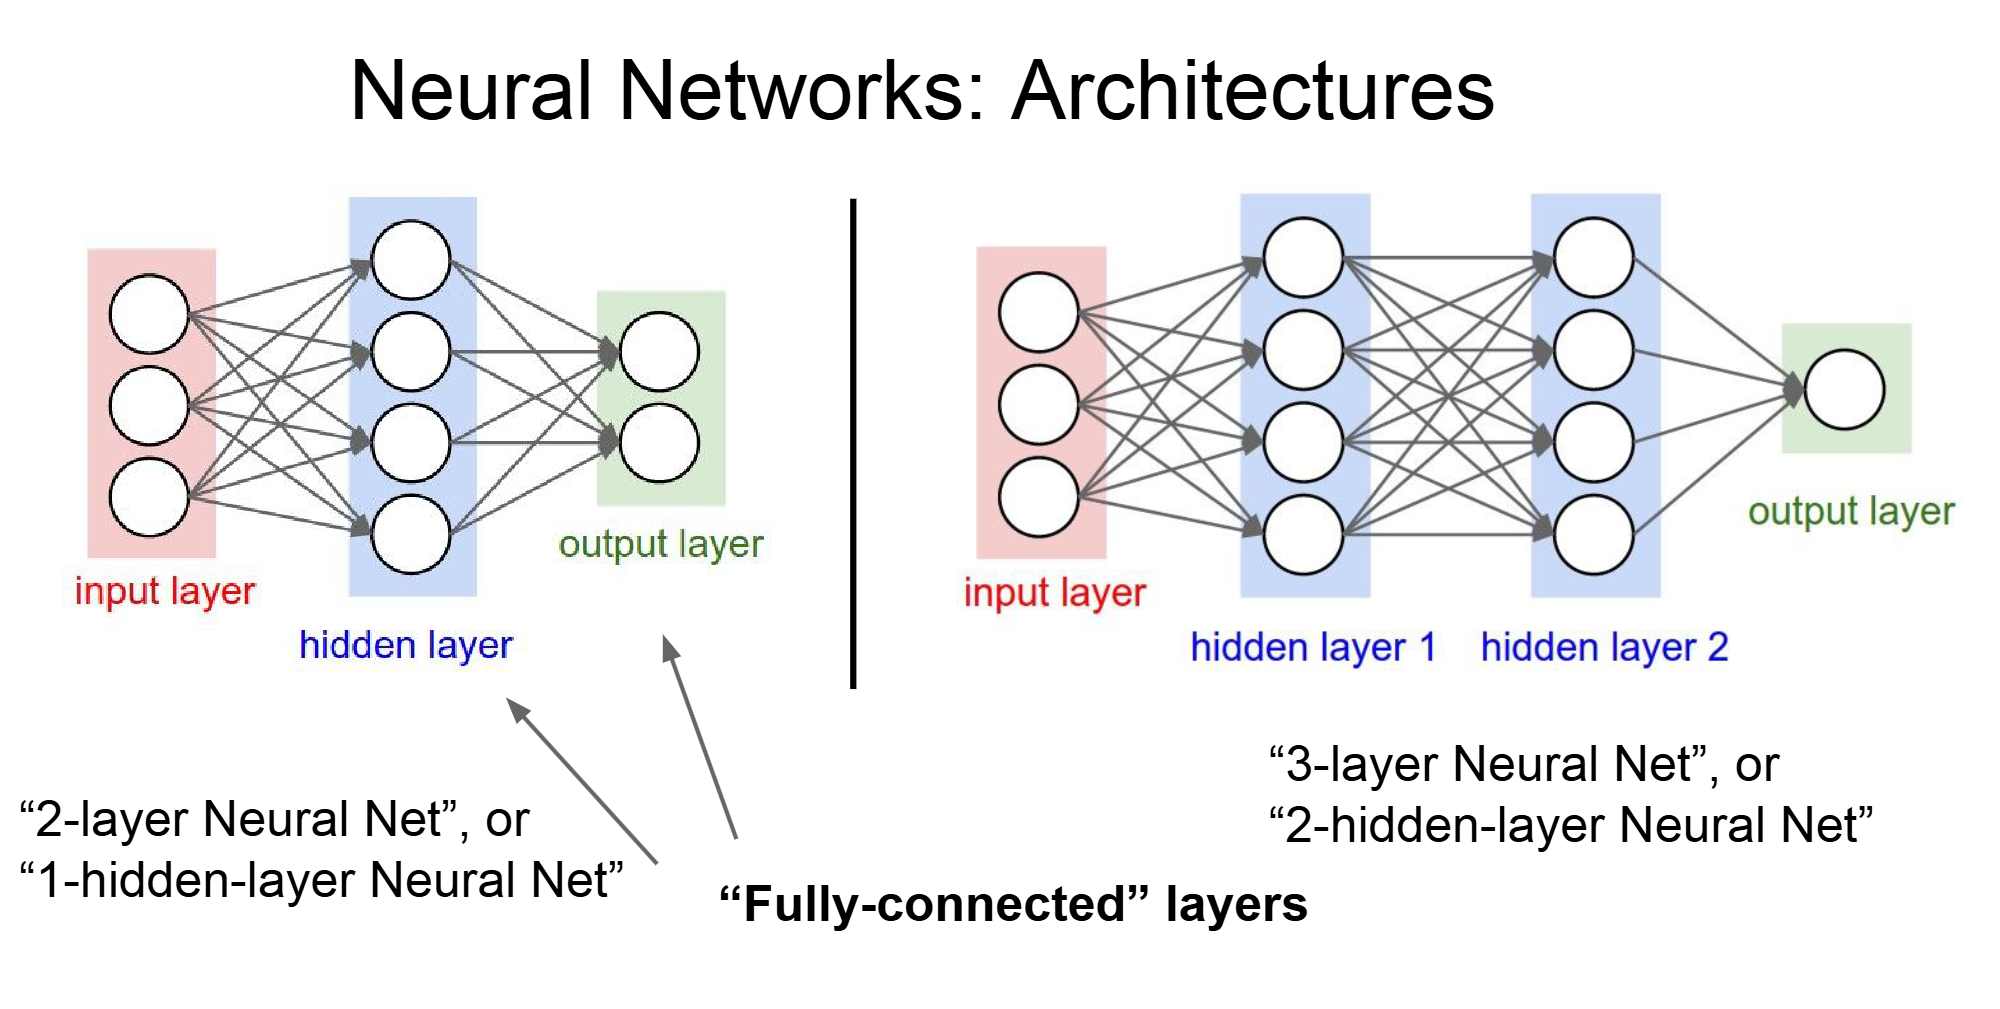 Neural Networks: Architectures
input layer
hidden layer
output layer
“2-layer Neural Net”, or
“1-hidden-layer Neural Net”
“Fully-connected” layers
input layer
hidden layer 1
hidden layer 2
output layer
“3-layer Neural Net”, or
“2-hidden-layer Neural Net”